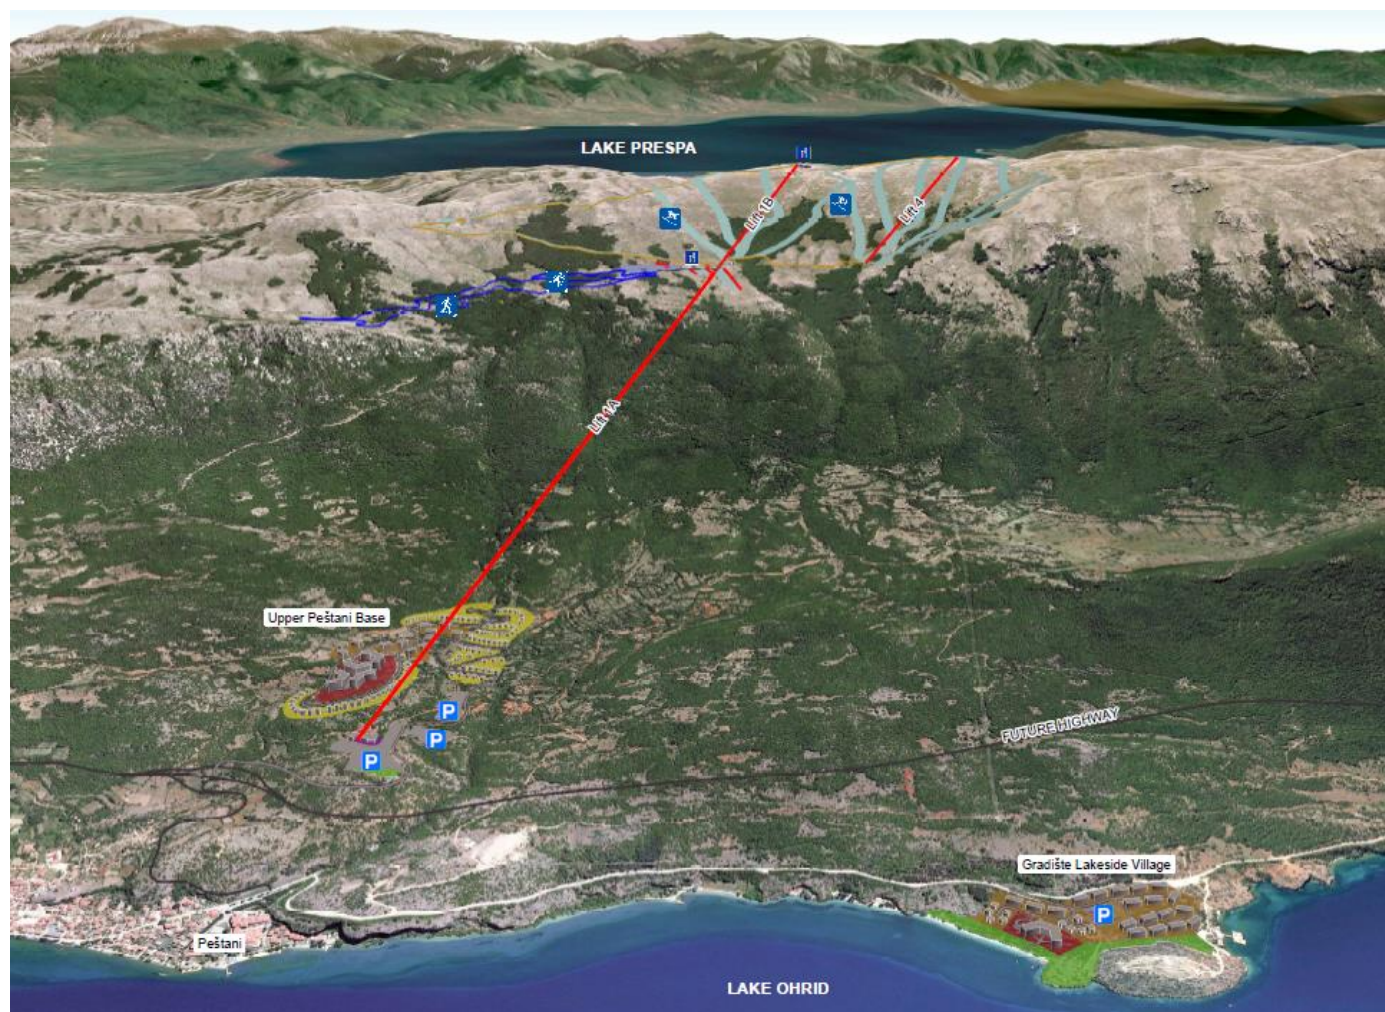 LAKE PRESPA
Lift 1B
Lift 4
Lift 1A
Upper Peštani Base
P
P
P
FUTURE HIGHWAY
Gradište Lakeside Village
P
Peštani
LAKE OHRID